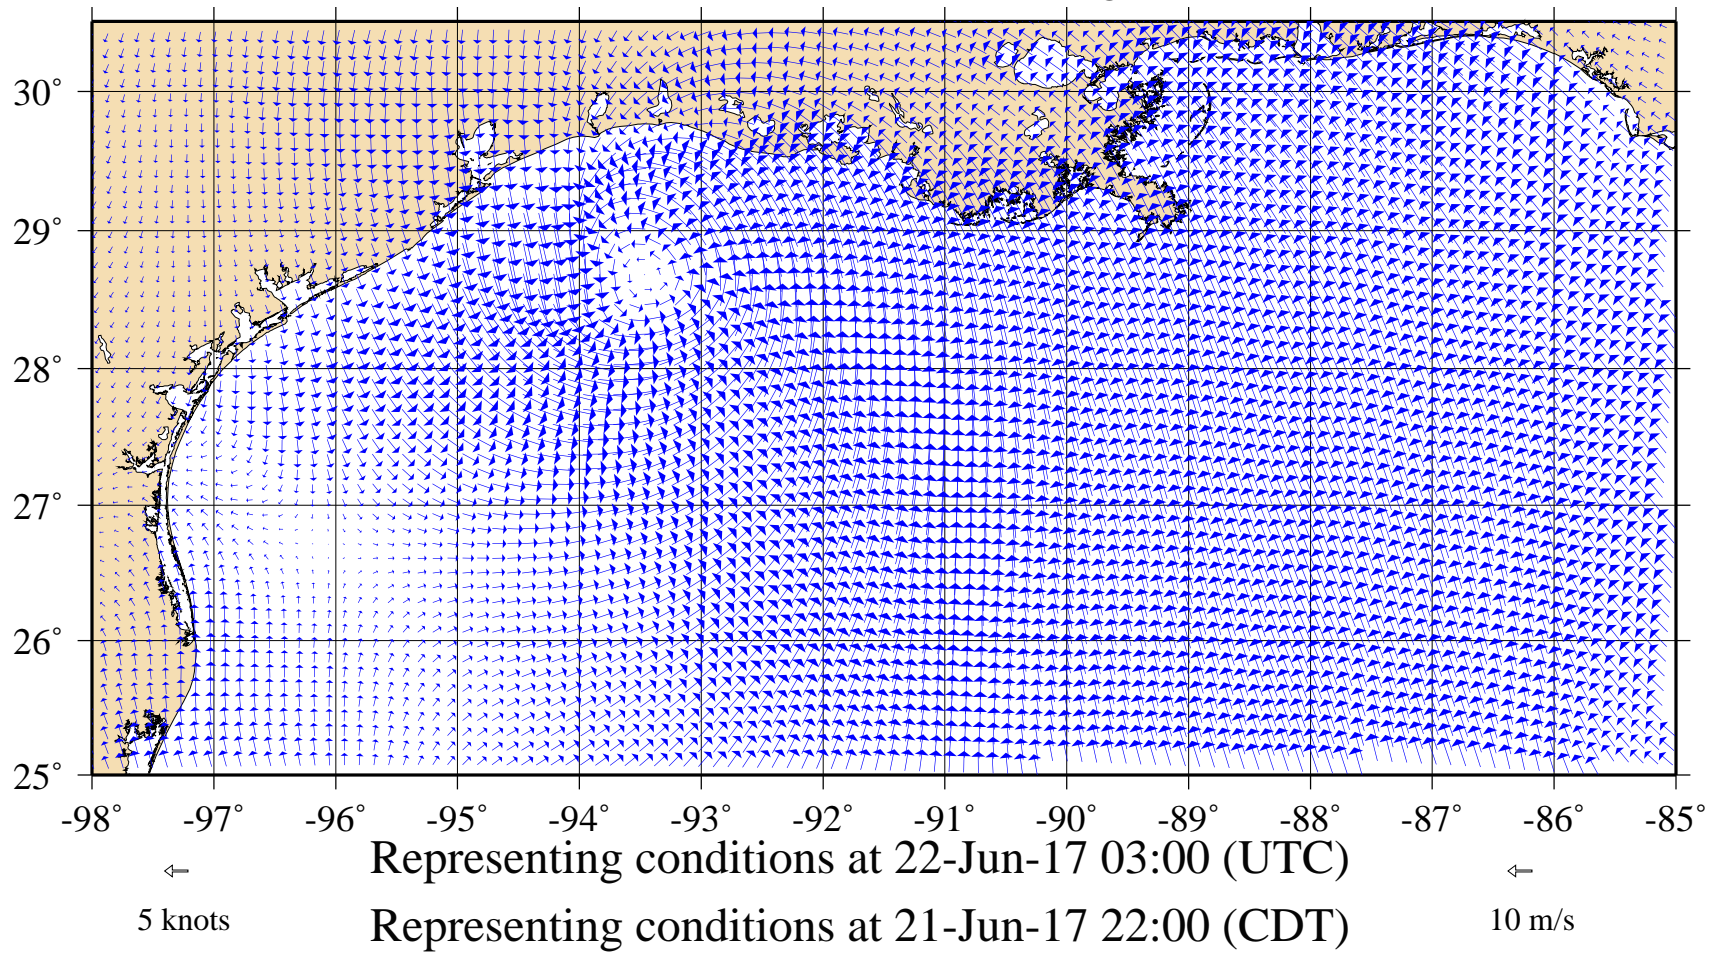 30°
29°
28°
27°
26°
25°
-98° -97° -96° -95° -94° -93° -92° -91° -90° -89° -88° -87° -86° -85°
Representing conditions at 22-Jun-17 03:00 (UTC)
5 knots
Representing conditions at 21-Jun-17 22:00 (CDT)
10 m/s